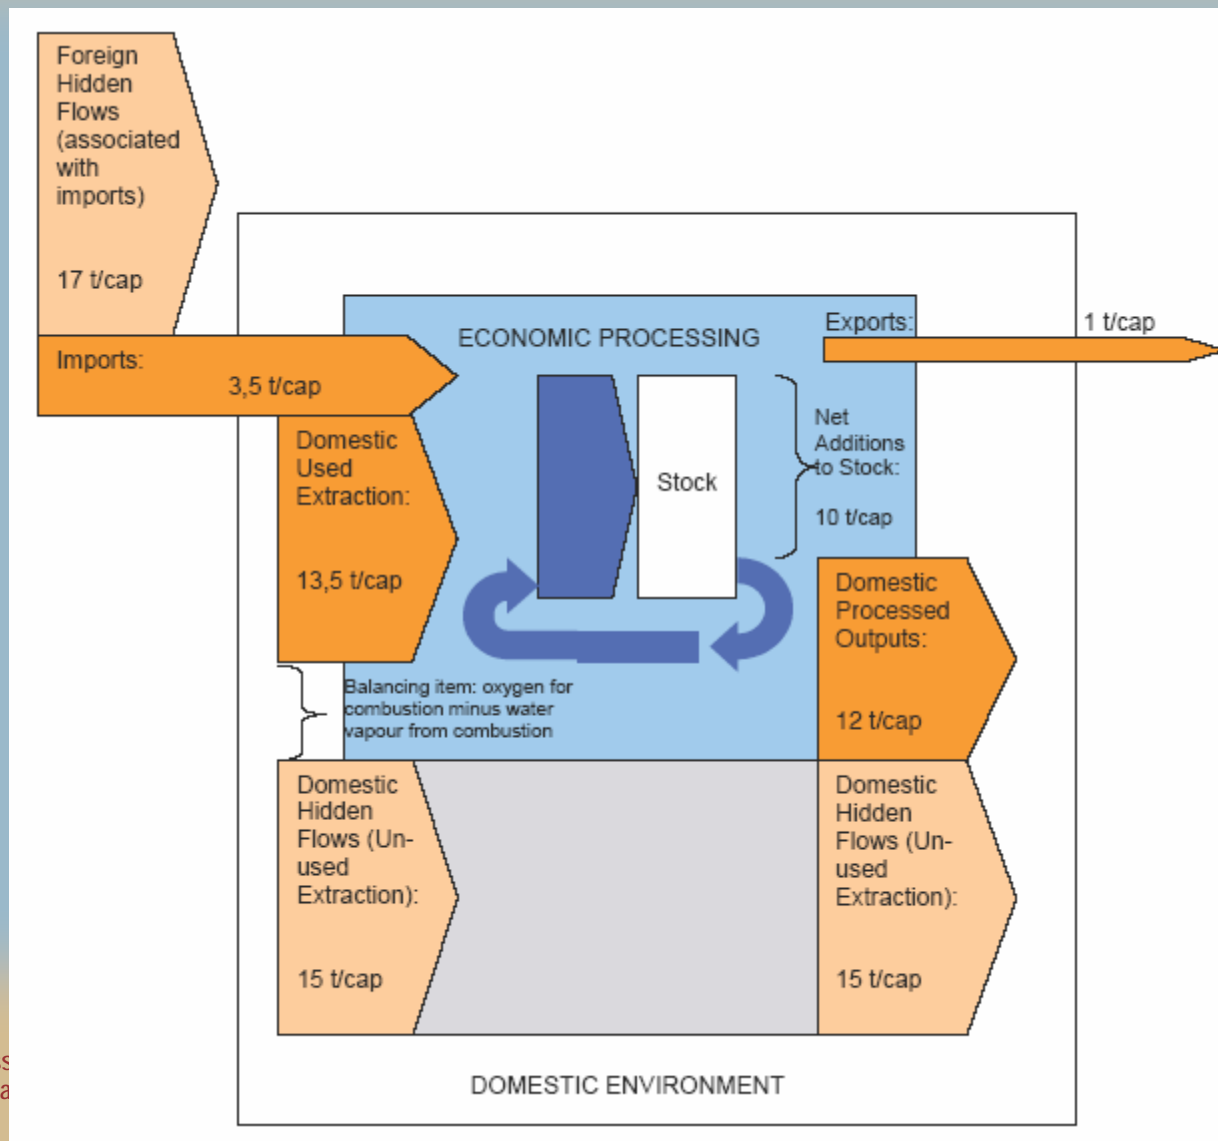 Foreign
Hidden
Flows
(associated
with
imports)
17 t/cap
Imports:
3,5 t/cap
ECONOMIC PROCESSING
Exports:
1 t/cap
Domestic
Used
Extraction:
13,5 t/cap
Stock
Net
Additions
to Stock:
10 t/cap
Balancing item: oxygen for
combustion minus water
vapour from combustion
Domestic
Processed
Outputs:
12 t/cap
Domestic
Hidden
Flows (Un-
used
Extraction):
15 t/cap
Domestic
Hidden
Flows (Un-
used
Extraction):
15 t/cap
DOMESTIC ENVIRONMENT